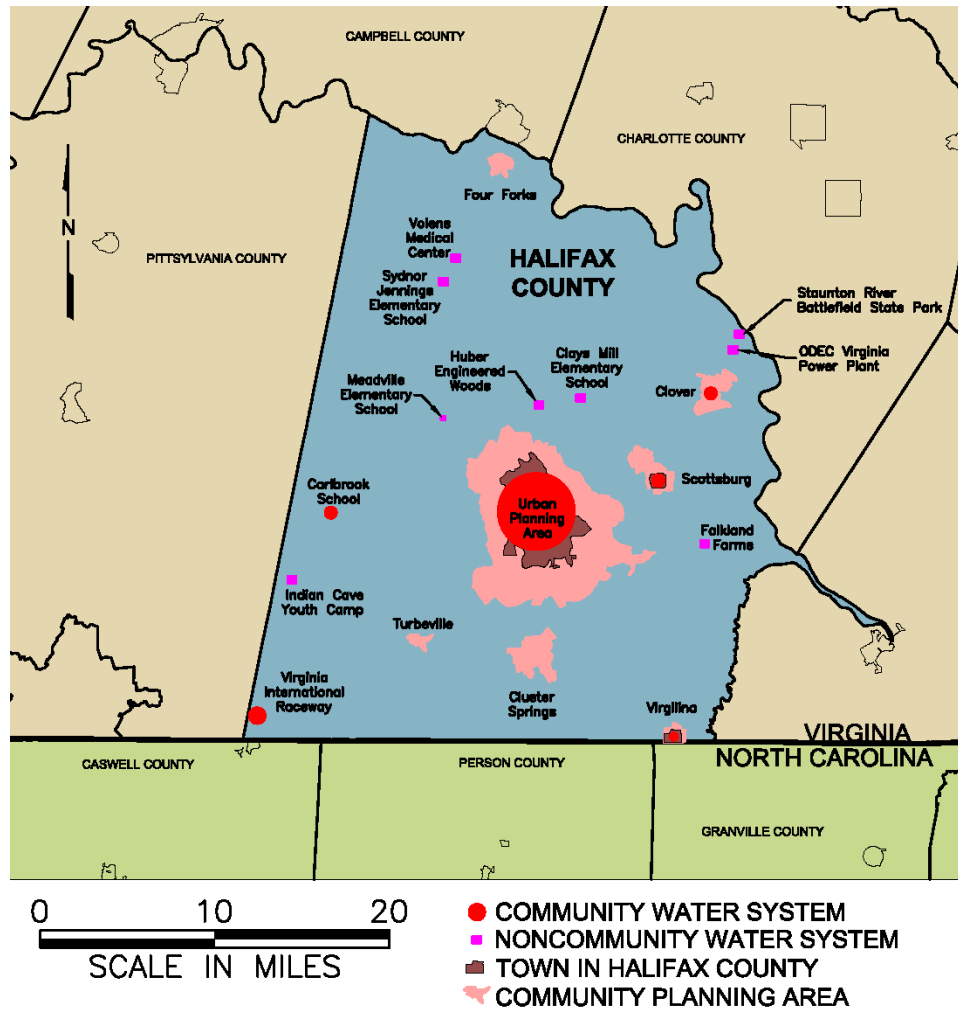 CAMPBELL COUNTY
CHARLOTTE COUNTY
Four Forks
N
Volens
Medical
Center
HALIFAX
COUNTY
PITTSYLVANIA COUNTY
Sydnor
Jennings
Elementary
School
Staunton River
Battlefield State Park
ODEC Virginia
Power Plant
Huber
Engineered
Woods
Clays Mill
Elementary
School
Meadville
Elementary
School
Clover
Carlbrook
School
Scottsburg
Urban
Planning
Area
Falkland
Farms
Indian Cave
Youth Camp
Turbeville
Virginia
International
Raceway
Cluster
Springs
Virgilina
VIRGINIA
NORTH CAROLINA
CASWELL COUNTY
PERSON COUNTY
GRANVILLE COUNTY
0 10 20
SCALE IN MILES
COMMUNITY WATER SYSTEM
NONCOMMUNITY WATER SYSTEM
TOWN IN HALIFAX COUNTY
COMMUNITY PLANNING AREA